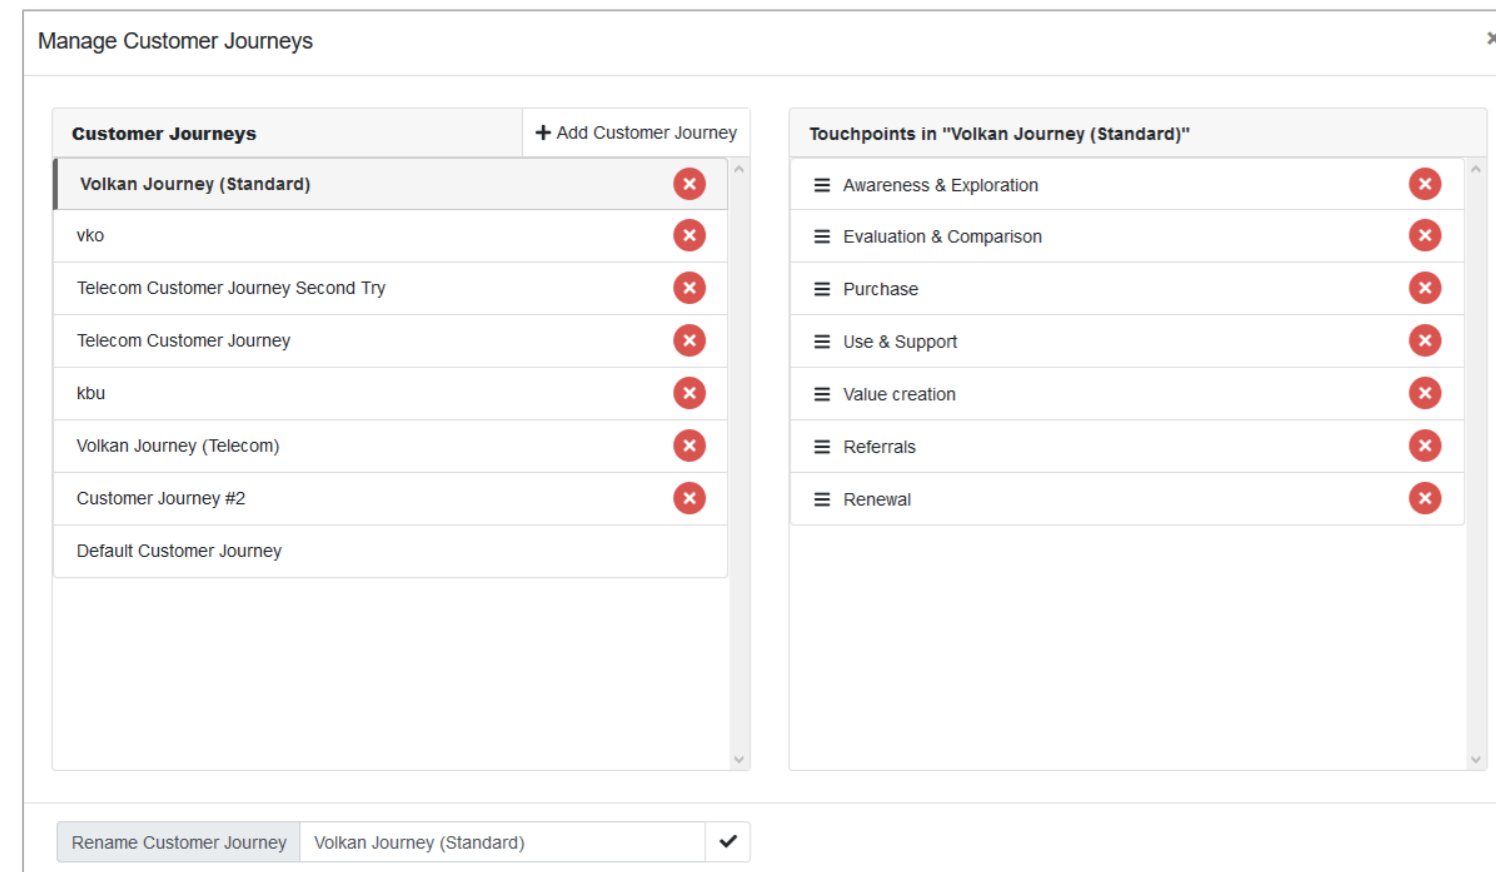 Manage Customer Journeys
Customer Journeys
Add Customer Journey
Volkan Journey (Standard)
vko
Telecom Customer Journey Second Try
Telecom Customer Journey
kbu
Volkan Journey (Telecom)
Customer Journey #2
Default Customer Journey
Touchpoints in "Volkan Journey (Standard)"
Awareness & Exploration
Evaluation & Comparison
Purchase
Use & Support
Value creation
Referrals
Renewal
Rename Customer Journey
Volkan Journey (Standard)